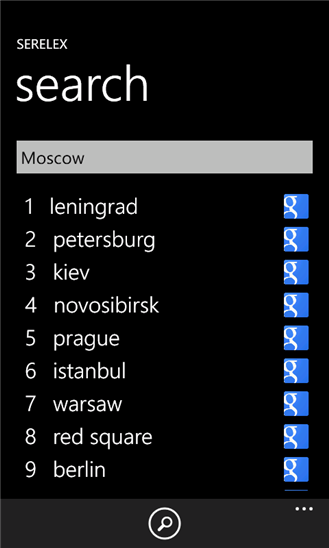 SERELEX
search
Moscow
1 leningrad
2 petersburg
3 kiev
4 novosibirsk
5 prague
6 istanbul
7 warsaw
8 red square
9 berlin